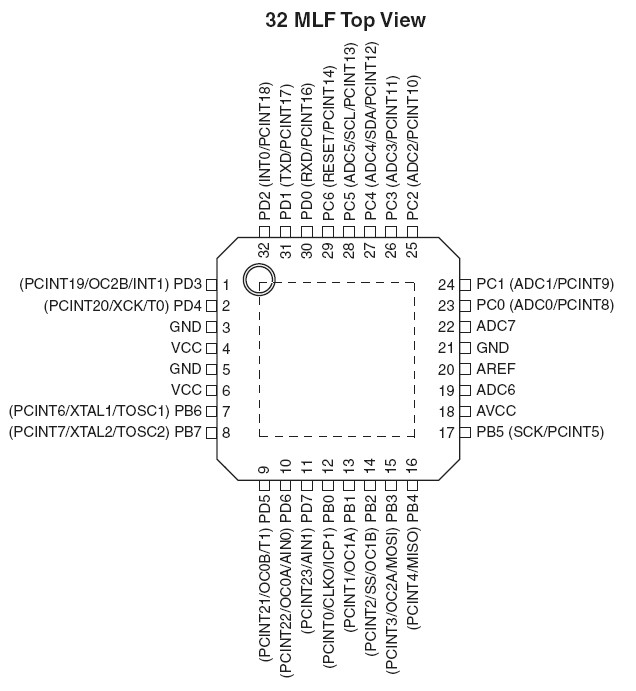 32 MLF Top View
PD2 (INT0/PCINT18)
PD1 (TXD/PCINT17)
PD0 (RXD/PCINT16)
PC6 (RESET/PCINT14)
PC5 (ADC5/SCL/PCINT13)
PC4 (ADC4/SDA/PCINT12)
PC3 (ADC3/PCINT11)
PC2 (ADC2/PCINT10)
32
31
30
29
28
27
26
25
(PCINT19/OC2B/INT1) PD3 1
(PCINT20/XCK/T0) PD4 2
GND 3
VCC 4
GND 5
VCC 6
(PCINT6/XTAL1/TOSC1) PB6 7
(PCINT7/XTAL2/TOSC2) PB7 8
24 PC1 (ADC1/PCINT9)
23 PC0 (ADC0/PCINT8)
22 ADC7
21 GND
20 AREF
19 ADC6
18 AVCC
17 PB5 (SCK/PCINT5)
9
10
11
12
13
14
15
16
(PCINT21/OC0B/T1) PD5
(PCINT22/OC0A/AIN0) PD6
(PCINT23/AIN1) PD7
(PCINT0/CLKO/ICP1) PB0
(PCINT1/OC1A) PB1
(PCINT2/SS/OC1B) PB2
(PCINT3/OC2A/MOSI) PB3
(PCINT4/MISO) PB4